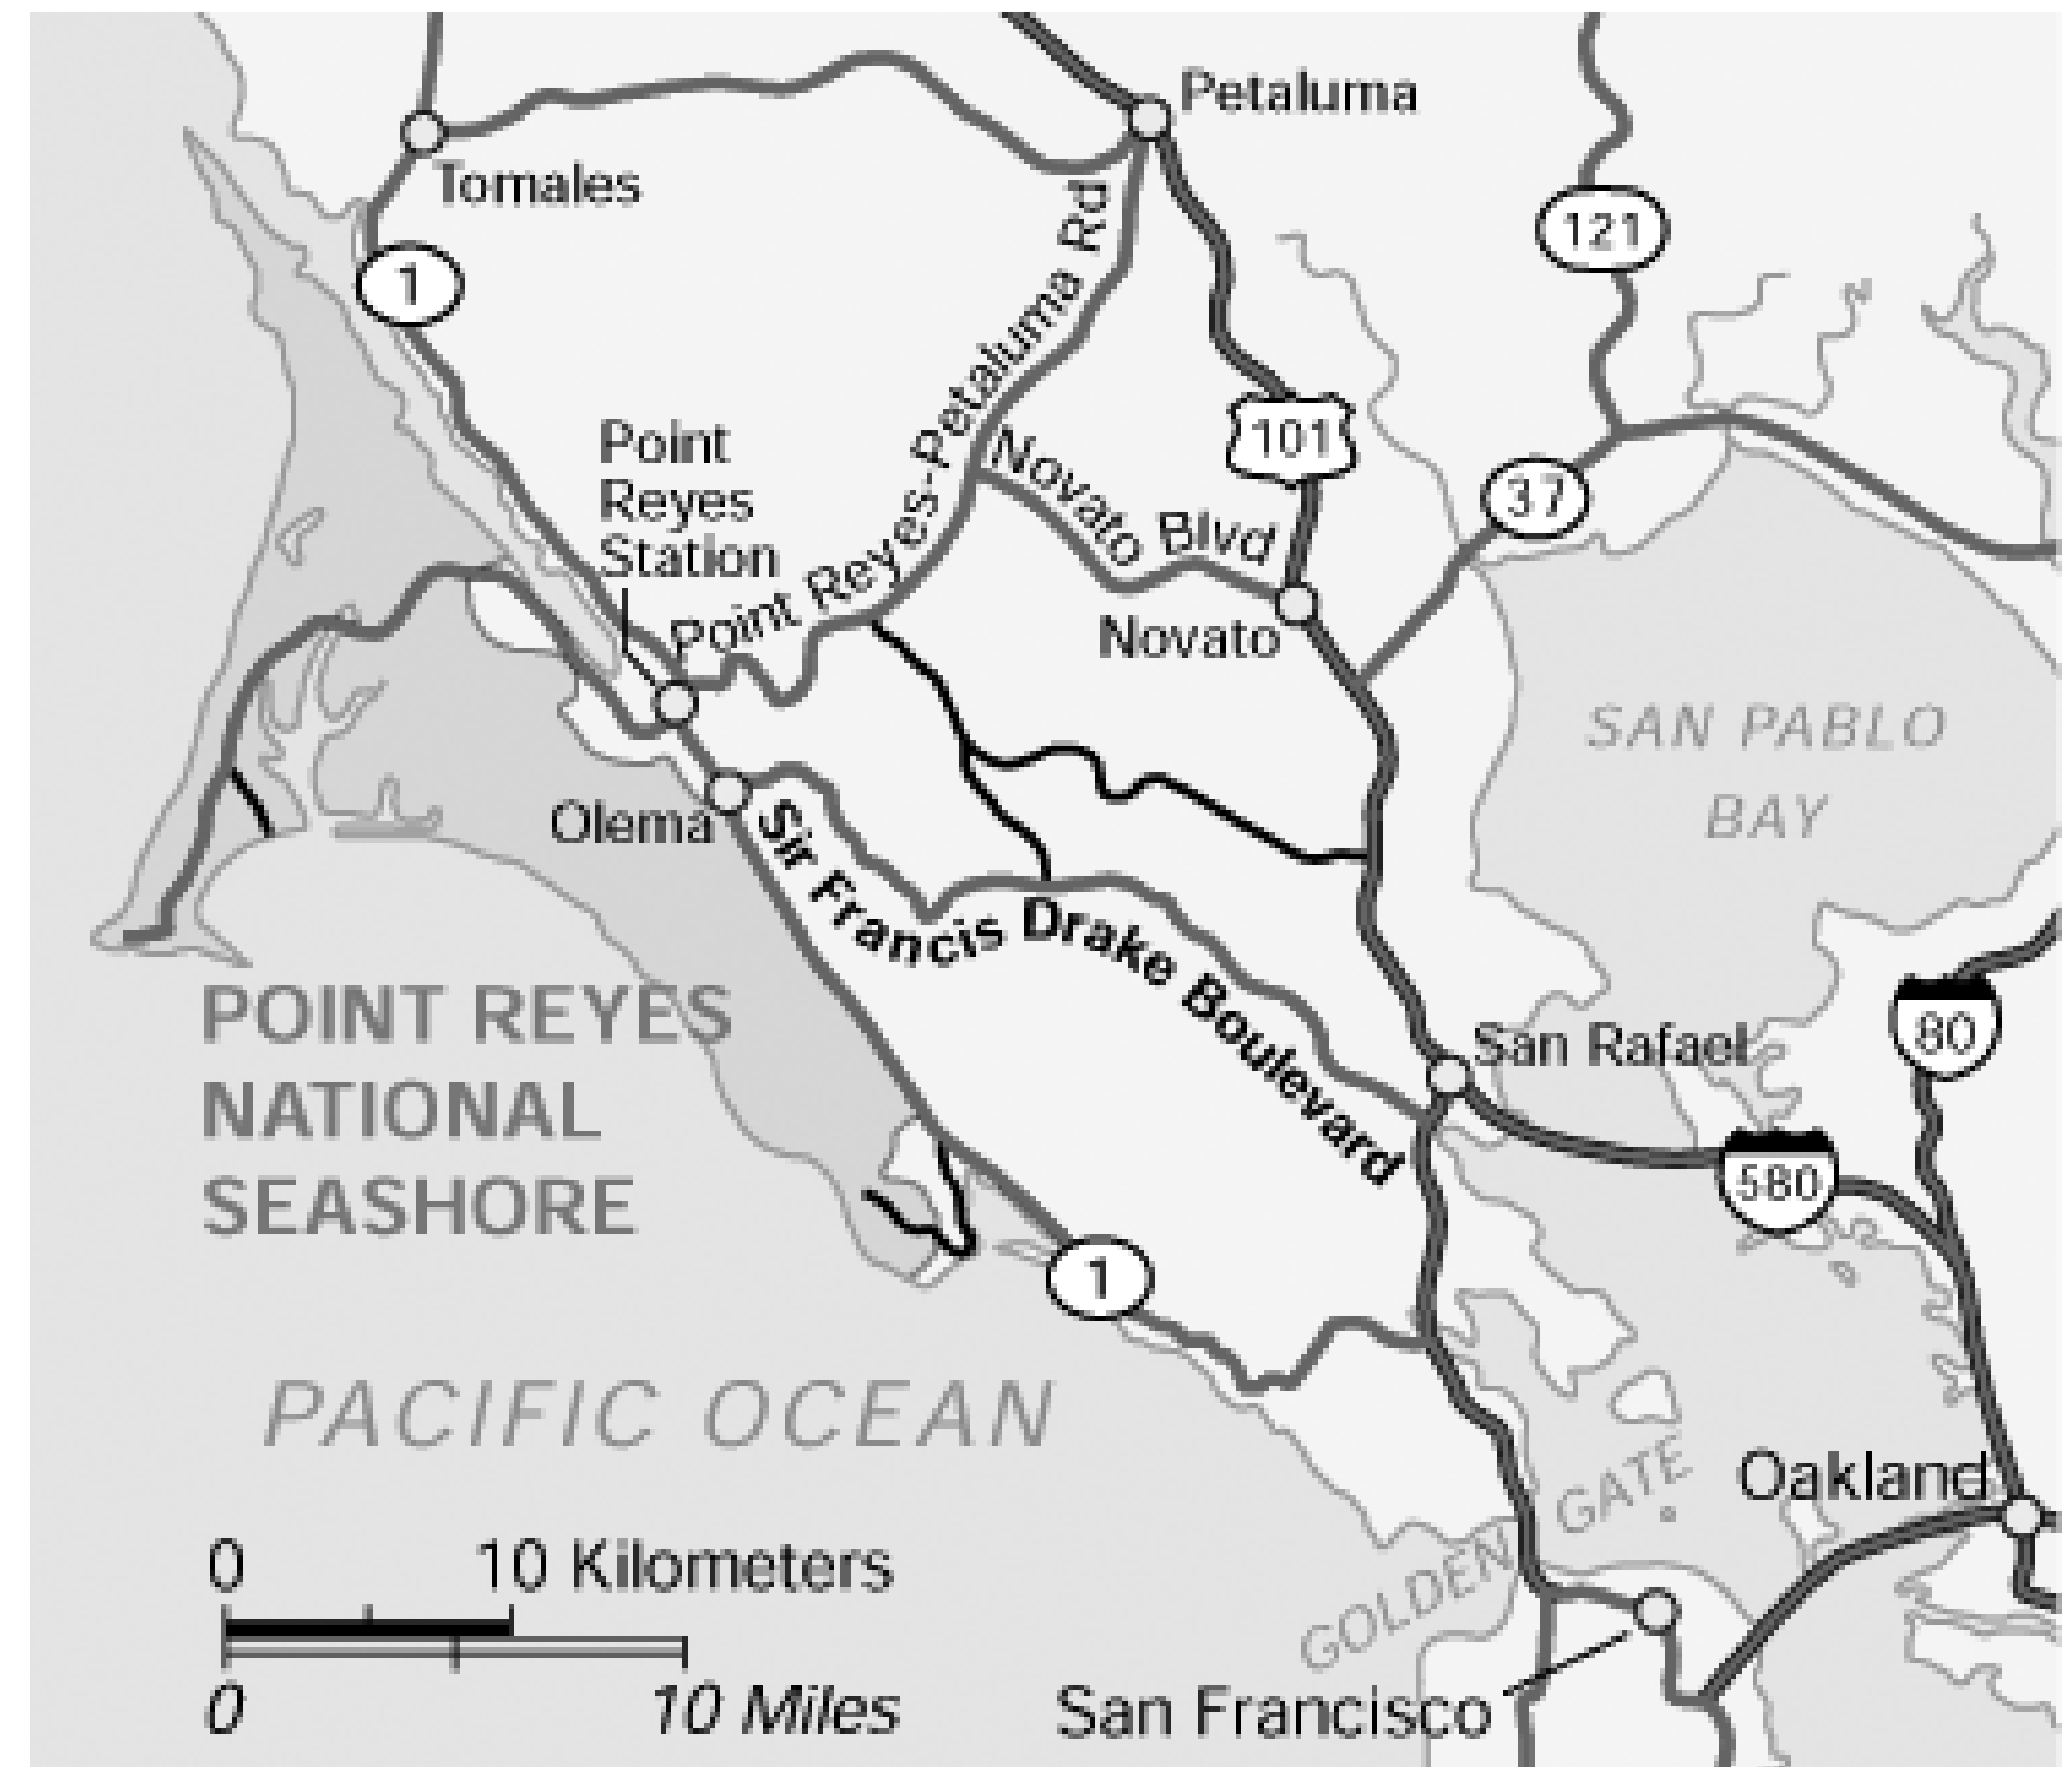 Petaluma
Tomales
121
1
Point Reyes-Petaluma Rd
101
Point
Reyes
Station
Novato Blvd
37
Novato
SAN PABLO
BAY
Olema
Sir Francis Drake Boulevard
POINT REYES
NATIONAL
SEASHORE
San Rafael
80
580
1
PACIFIC OCEAN
GOLDEN GATE
Oakland
0 10 Kilometers
0 10 Miles
San Francisco